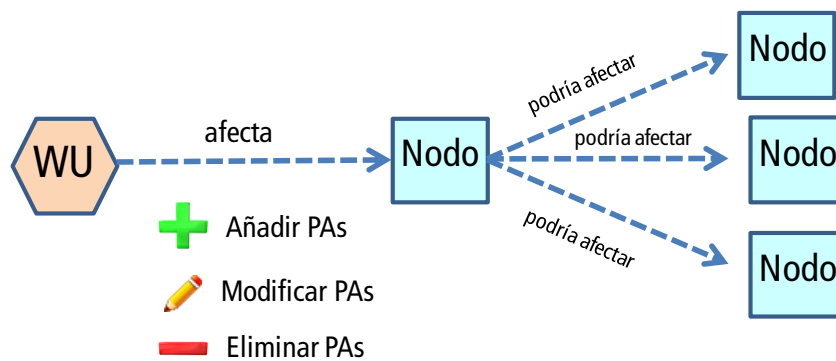 WU
afecta
Nodo
podría afectar
Nodo
podría afectar
Nodo
podría afectar
Nodo
Añadir PAs
Modificar PAs
Eliminar PAs